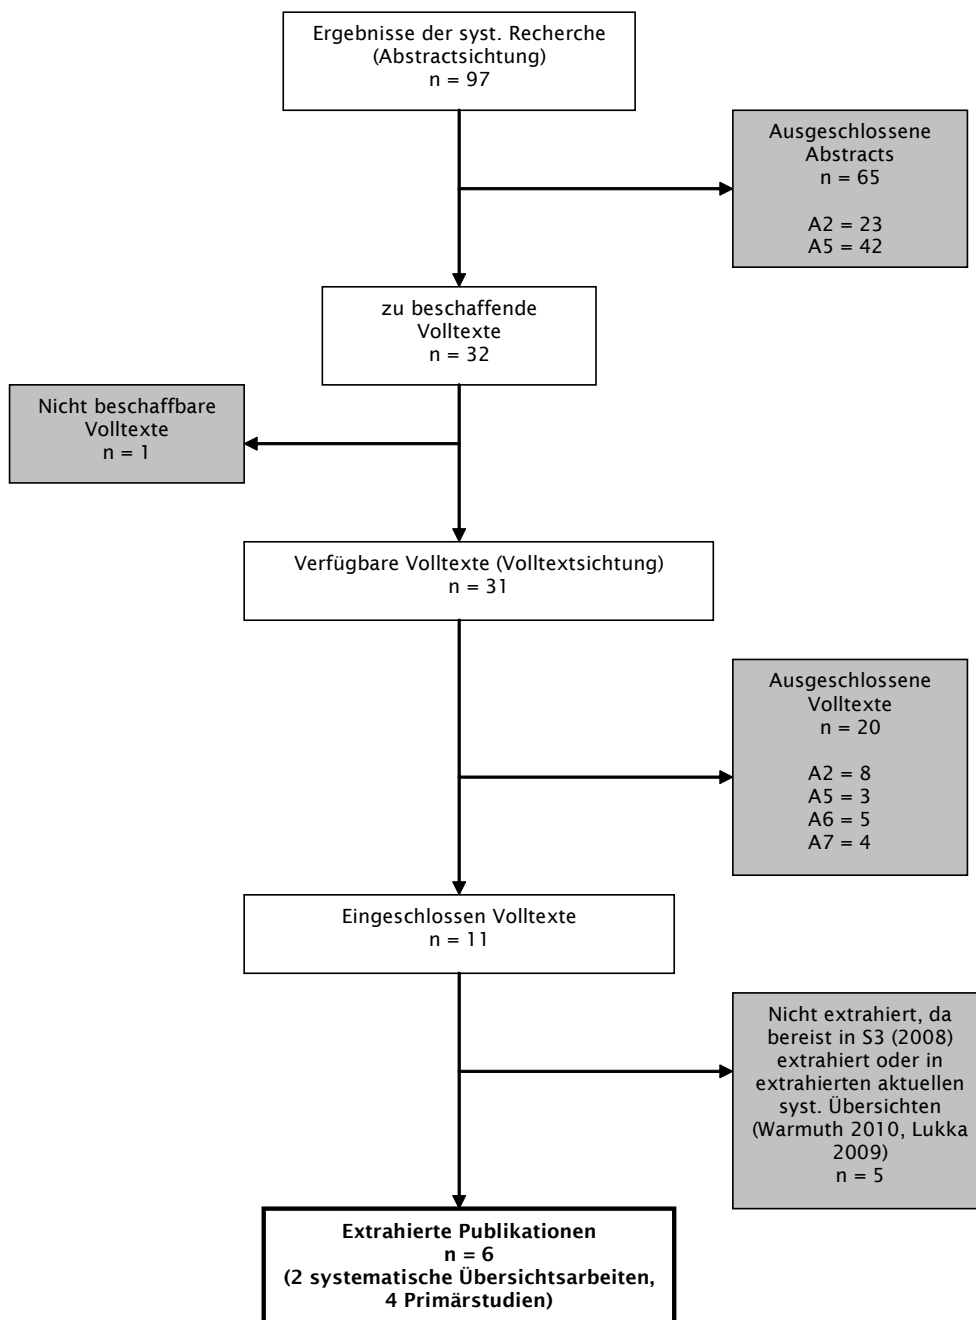 Ergebnisse der syst. Recherche
(Abstractsichtung)
n = 97
Ausgeschlossene
Abstracts
n = 65
A2 = 23
A5 = 42
zu beschaffende
Volltexte
n = 32
Nicht beschaffbare
Volltexte
n = 1
Verfügbare Volltexte (Volltextsichtung)
n = 31
Ausgeschlossene
Volltexte
n = 20
A2 = 8
A5 = 3
A6 = 5
A7 = 4
Eingeschlossen Volltexte
n = 11
Nicht extrahiert, da
bereist in S3 (2008)
extrahiert oder in
extrahierten aktuellen
syst. Übersichten
(Warmuth 2010, Lukka
2009)
n = 5
Extrahierte Publikationen
n = 6
(2 systematische Übersichtsarbeiten,
4 Primärstudien)